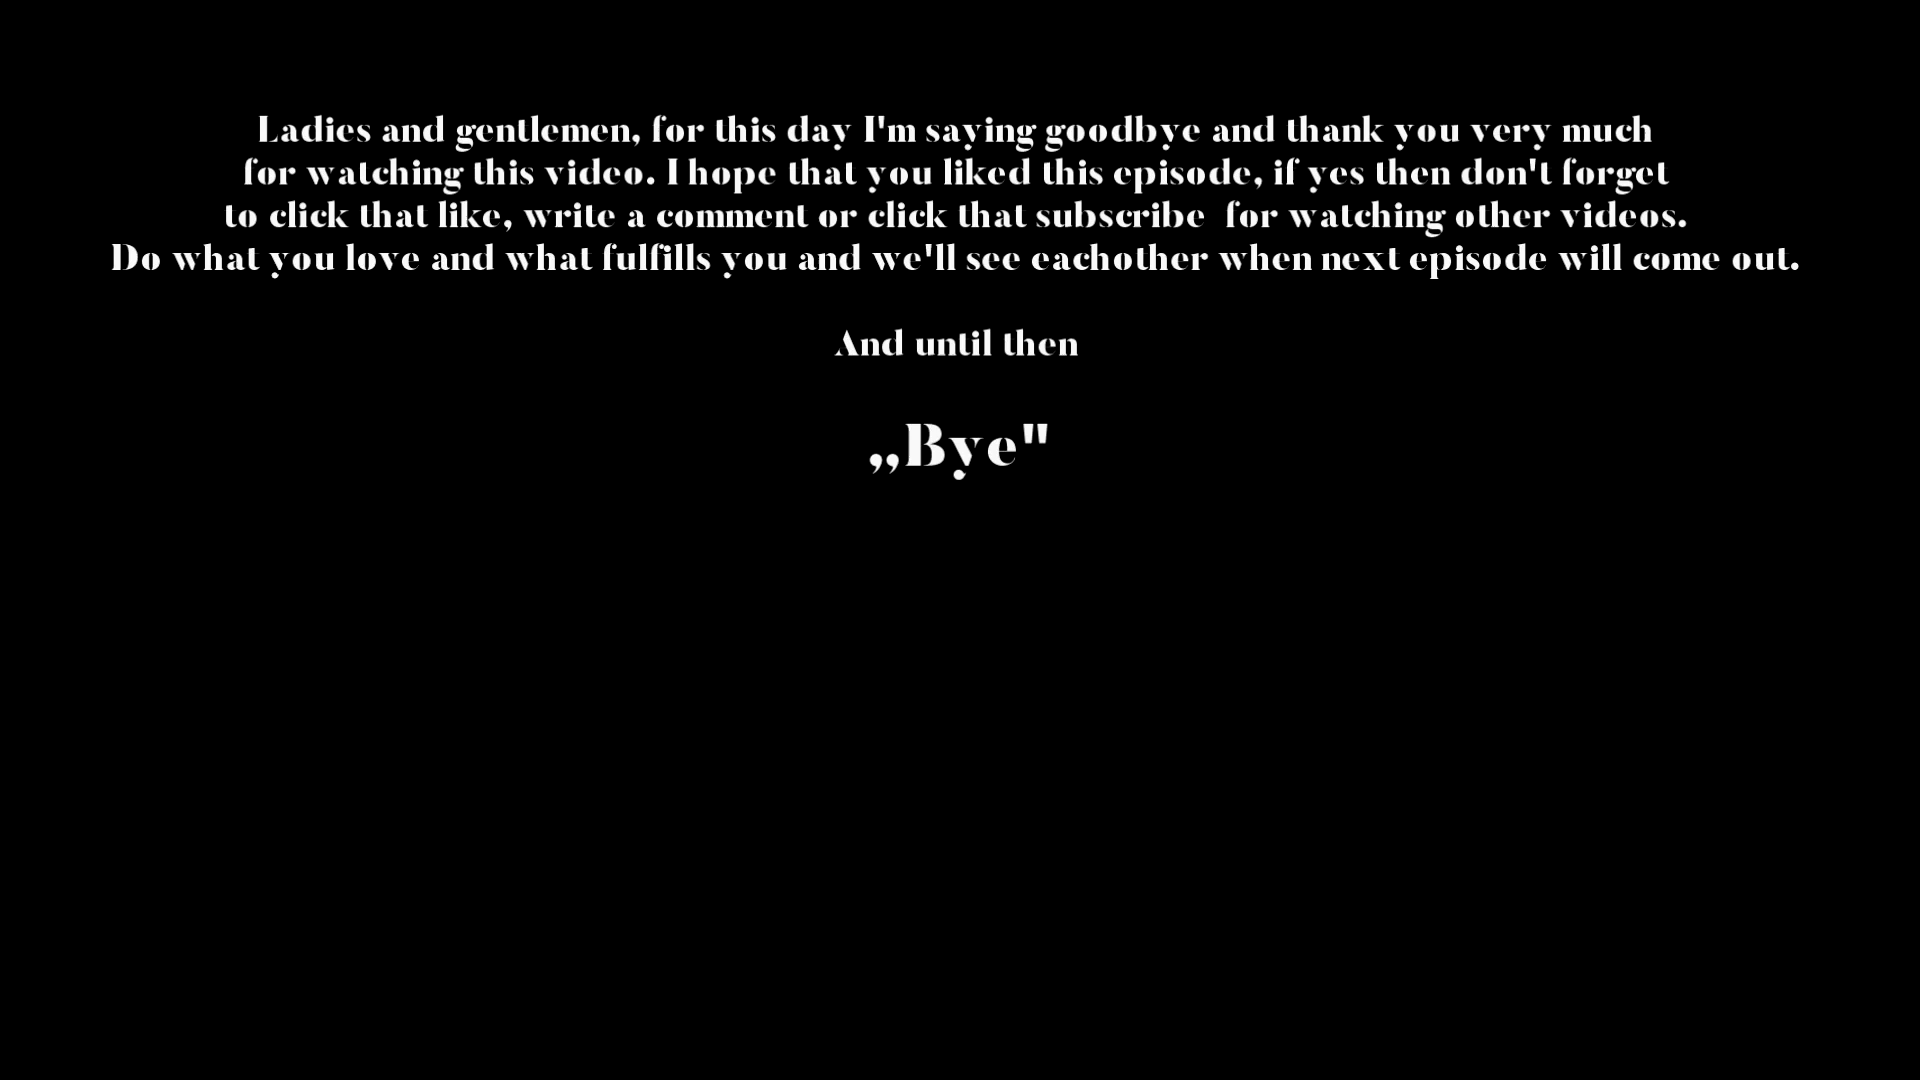 Ladies and gentlemen, for this day I'm saying goodbye and thank you very much
for watching this video. I hope that you liked this episode, if yes then don't forget
to click that like, write a comment or click that subscribe  for watching other videos.
Do what you love and what fulfills you and we'll see eachother when next episode will come out.
And until then
„Bye"